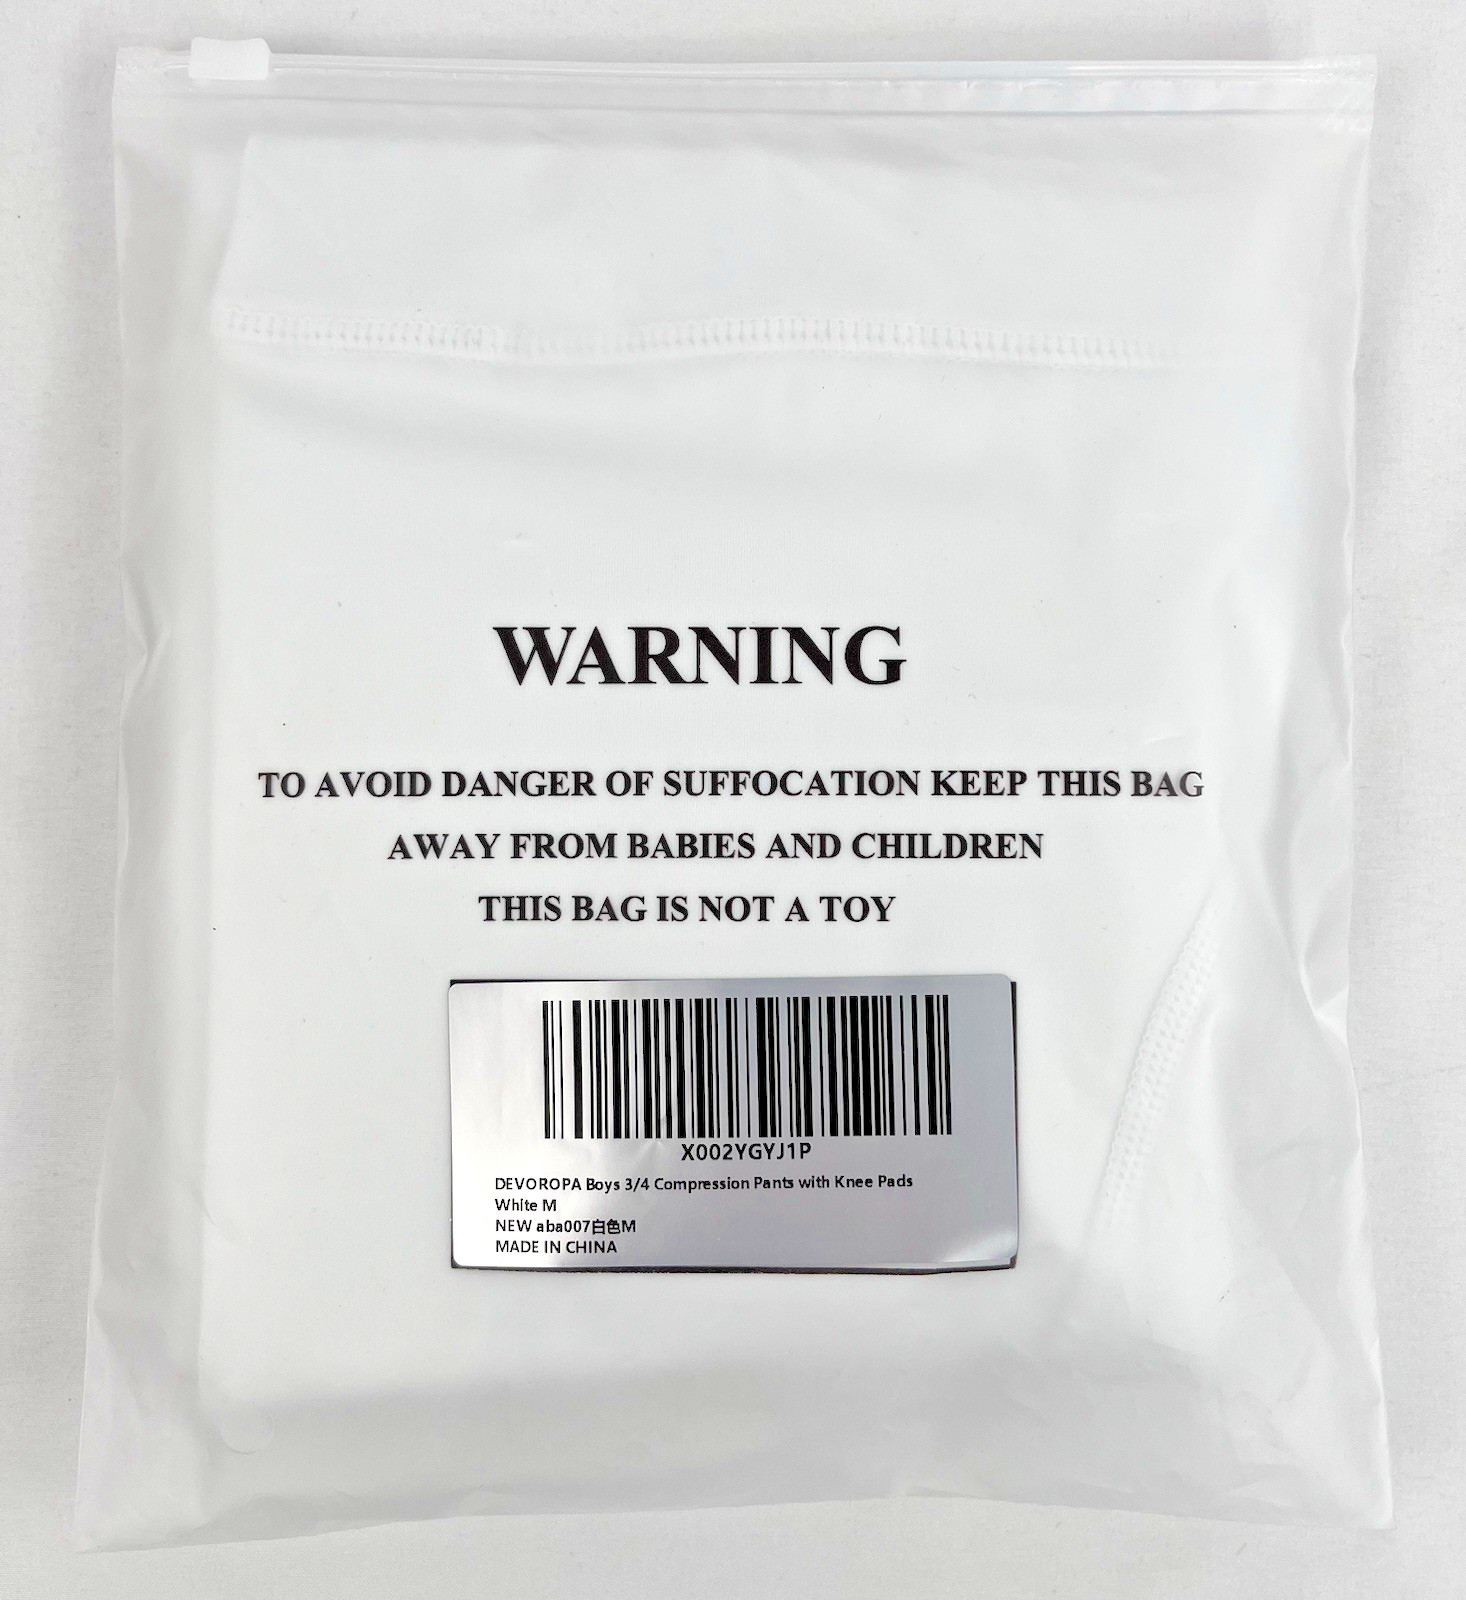 WARNING
TO AVOID DANGER OF SUFFOCATION KEEP THIS BAG
AWAY FROM BABIES AND CHILDREN
THIS BAG IS NOT A TOY
X002YGYJ1P
DEVOROPA Boys 3/4 Compression Pants with Knee Pads
White M
NEW aba007白色M
MADE IN CHINA